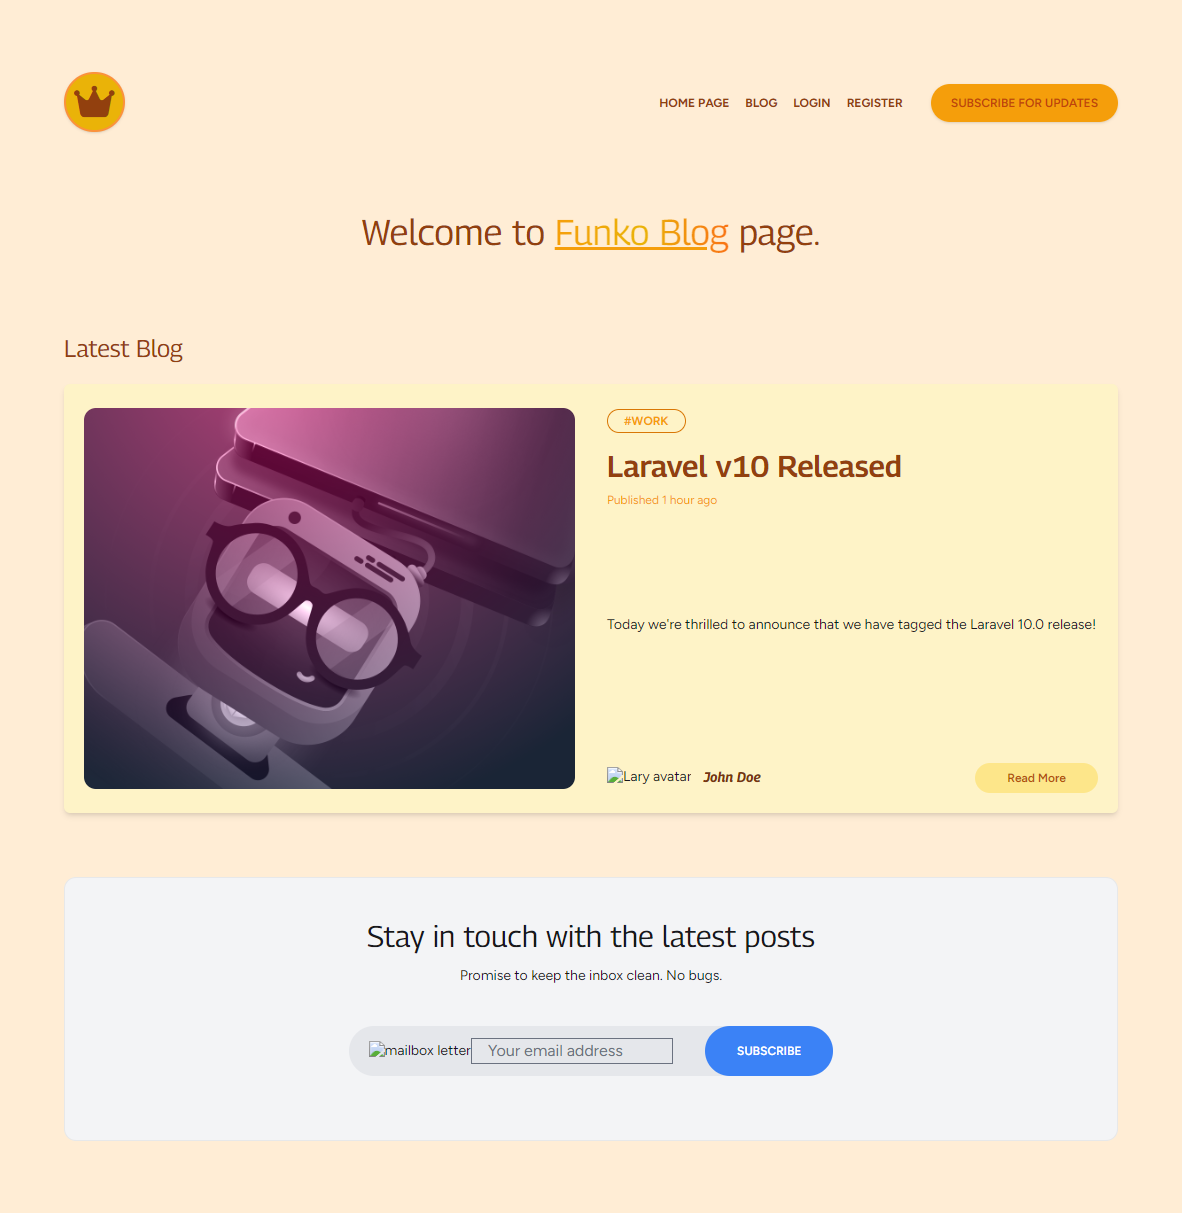 HOME PAGE BLOG LOGIN REGISTER SUBSCRIBE FOR UPDATES
Welcome to Funko Blog page.
Latest Blog
#WORK
Laravel v10 Released
Published 1 hour ago
Today we're thrilled to announce that we have tagged the Laravel 10.0 release!
Lary avatar John Doe Read More
Stay in touch with the latest posts
Promise to keep the inbox clean. No bugs.
mailbox letter Your email address SUBSCRIBE